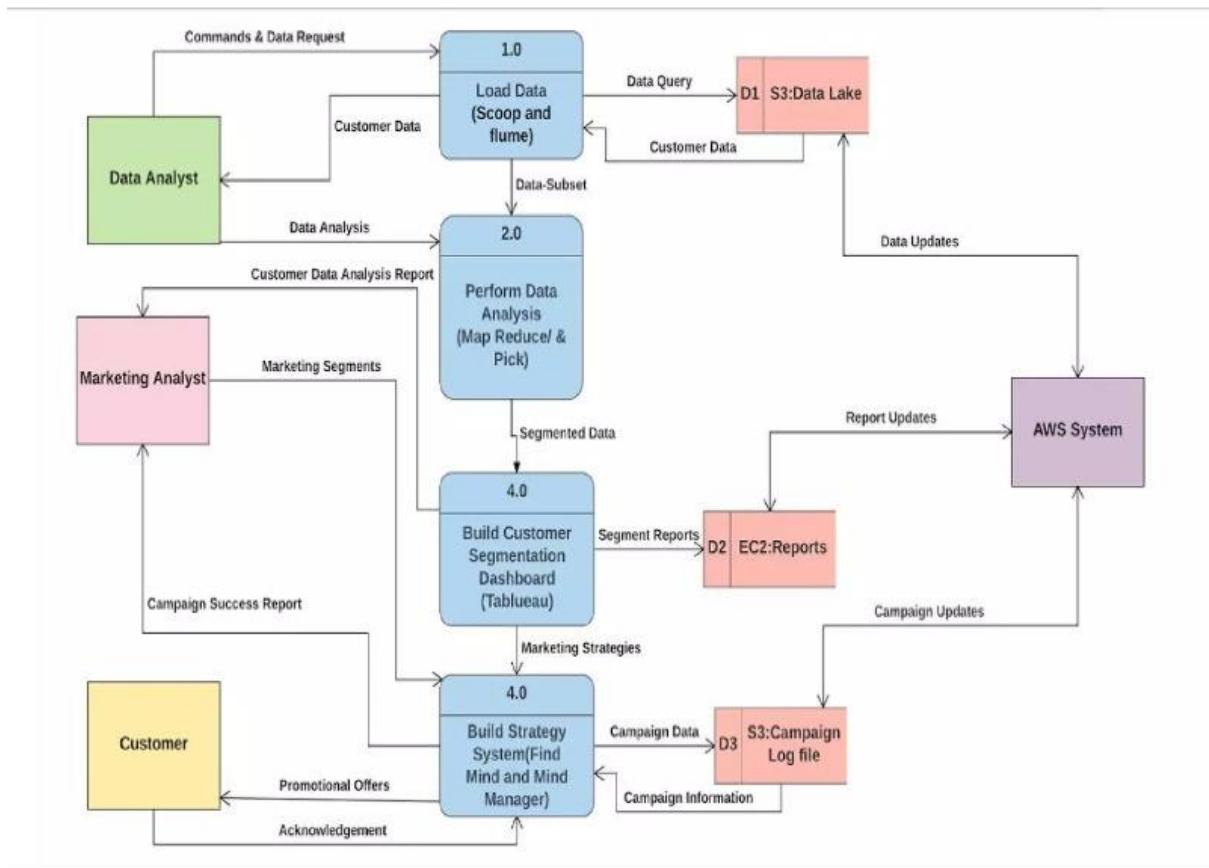 Commands & Data Request
1.0
Load Data
(Scoop and
flume)
Data Query
D1
S3:Data Lake
Customer Data
Customer Data
Data Analyst
Data-Subset
Data Analysis
2.0
Data Updates
Customer Data Analysis Report
Perform Data
Analysis
(Map Reduce/ &
Pick)
Marketing Analyst
Marketing Segments
Segmented Data
Report Updates
AWS System
4.0
Build Customer
Segmentation
Dashboard
(Tablueau)
Segment Reports
D2
EC2:Reports
Campaign Success Report
Campaign Updates
Marketing Strategies
4.0
Build Strategy
System(Find
Mind and Mind
Manager)
Campaign Data
D3
S3:Campaign
Log file
Customer
Promotional Offers
Campaign Information
Acknowledgement